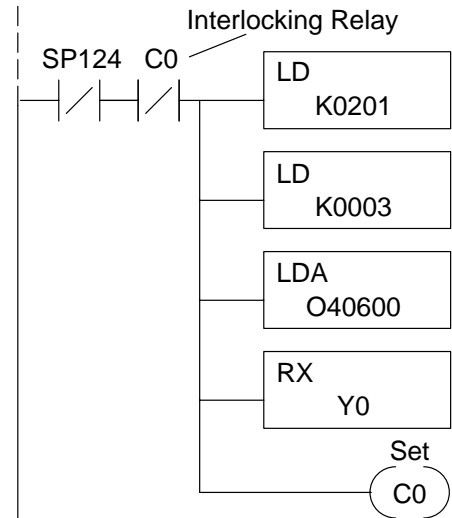 Interlocking Relay
SP124 C0
LD
K0201
LD
K0003
LDA
O40600
RX
Y0
Set
C0